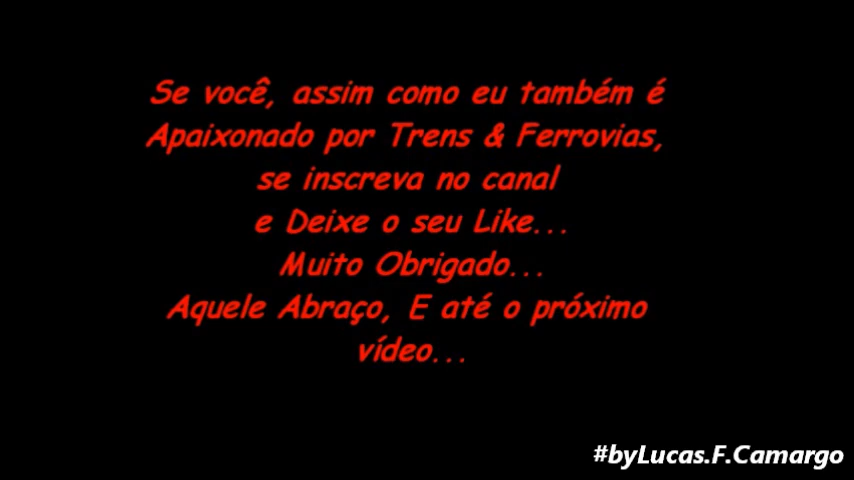 Se você, assim como eu também é
Apaixonado por Trens & Ferrovias,
se inscreva no canal
e Deixe o seu Like...
Muito Obrigado...
Aquele Abraço, E até o próximo
vídeo...
#byLucas.F.Camargo